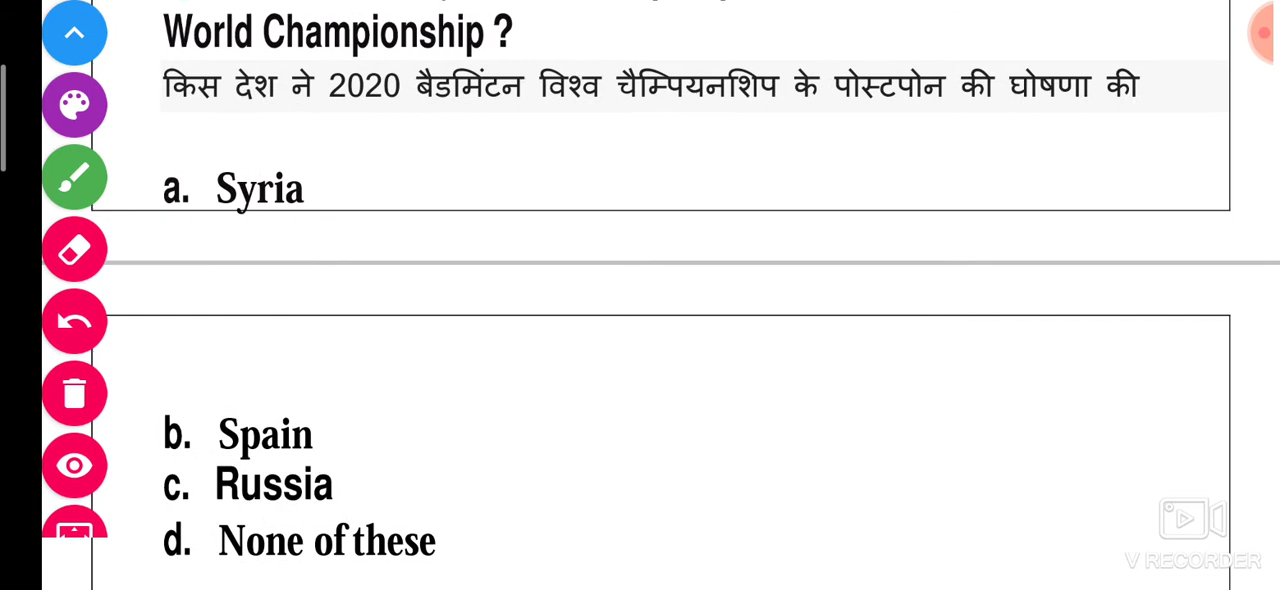 World Championship ?
किस देश ने 2020 बैडमिंटन विश्व चैम्पियनशिप के पोस्टपोन की घोषणा की
a. Syria
b. Spain
c. Russia
d. None of these
V RECORDER